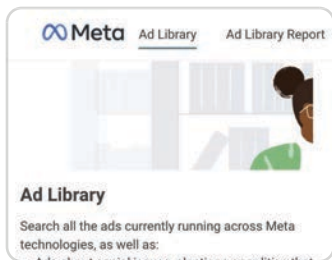 Meta Ad Library Ad Library Report
Ad Library
Search all the ads currently running across Meta
technologies, as well as: